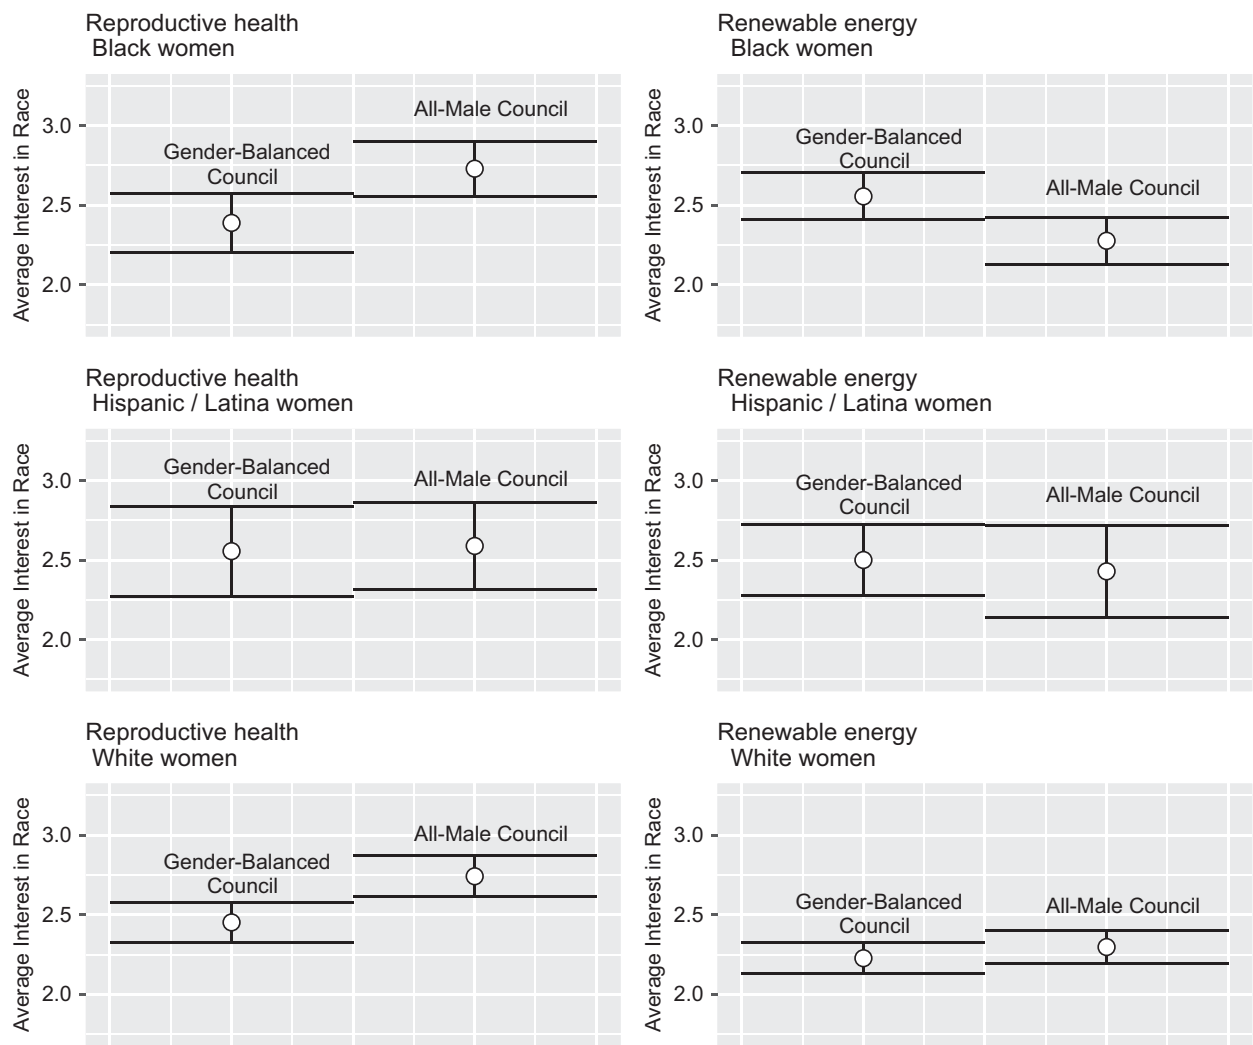 Reproductive health
Black women
Average Interest in Race
3.0
2.5
2.0
Gender-Balanced
Council
All-Male Council
Renewable energy
Black women
Average Interest in Race
3.0
2.5
2.0
Gender-Balanced
Council
All-Male Council
Reproductive health
Hispanic / Latina women
Average Interest in Race
3.0
2.5
2.0
Gender-Balanced
Council
All-Male Council
Renewable energy
Hispanic / Latina women
Average Interest in Race
3.0
2.5
2.0
Gender-Balanced
Council
All-Male Council
Reproductive health
White women
Average Interest in Race
3.0
2.5
2.0
Gender-Balanced
Council
All-Male Council
Renewable energy
White women
Average Interest in Race
3.0
2.5
2.0
Gender-Balanced
Council
All-Male Council